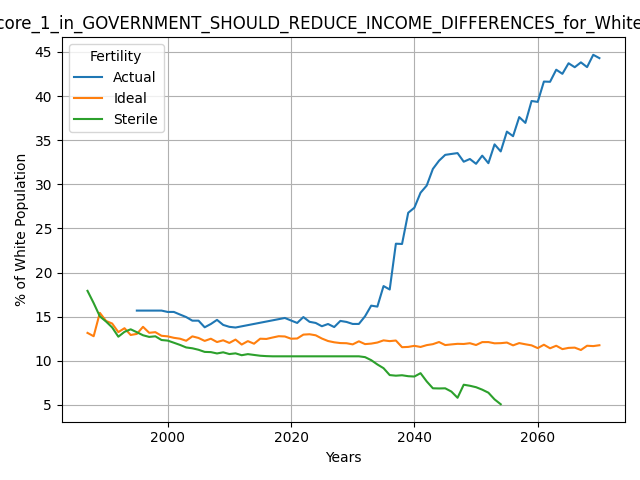 core_1_in_GOVERNMENT_SHOULD_REDUCE_INCOME_DIFFERENCES_for_White
Fertility
Actual
Ideal
Sterile
% of White Population
45
40
35
30
25
20
15
10
5
2000 2020 2040 2060
Years